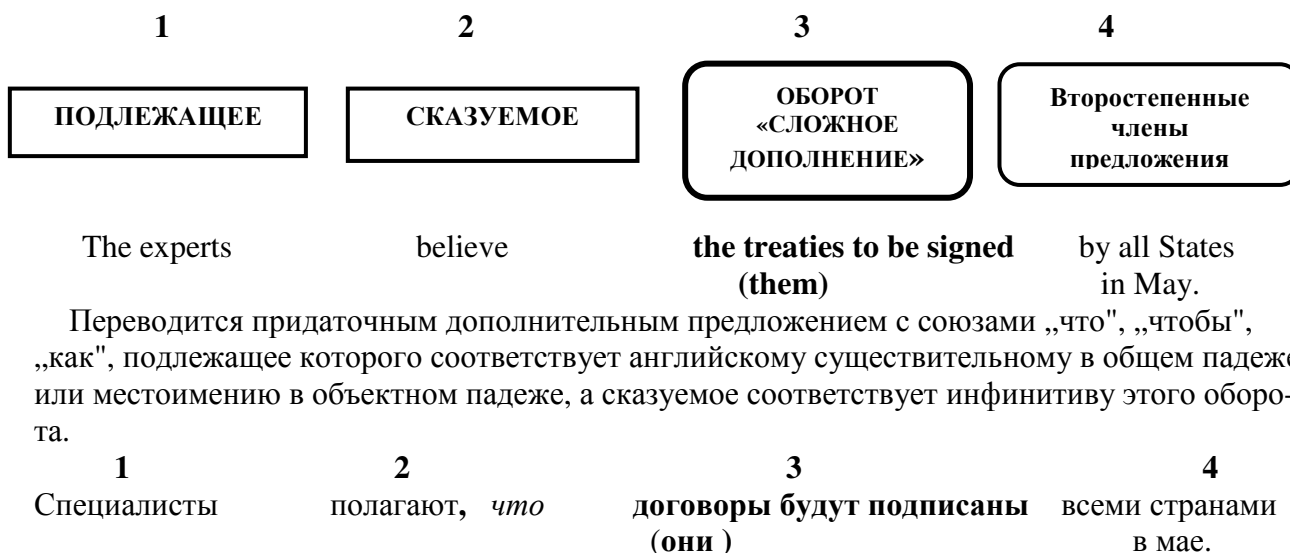 1 2 3 4
ПОДЛЕЖАЩЕЕ СКАЗУЕМОЕ ОБОРОТ «СЛОЖНОЕ ДОПОЛНЕНИЕ» Второстепенные члены предложения
The experts believe the treaties to be signed by all States
(them) in May.
Переводится придаточным дополнительным предложением с союзами „что", „чтобы",
„как", подлежащее которого соответствует английскому существительному в общем падеже
или местоимению в объектном падеже, а сказуемое соответствует инфинитиву этого оборо-
та.
1 2 3 4
Специалисты полагают, что договоры будут подписаны всеми странами
(они ) в мае.